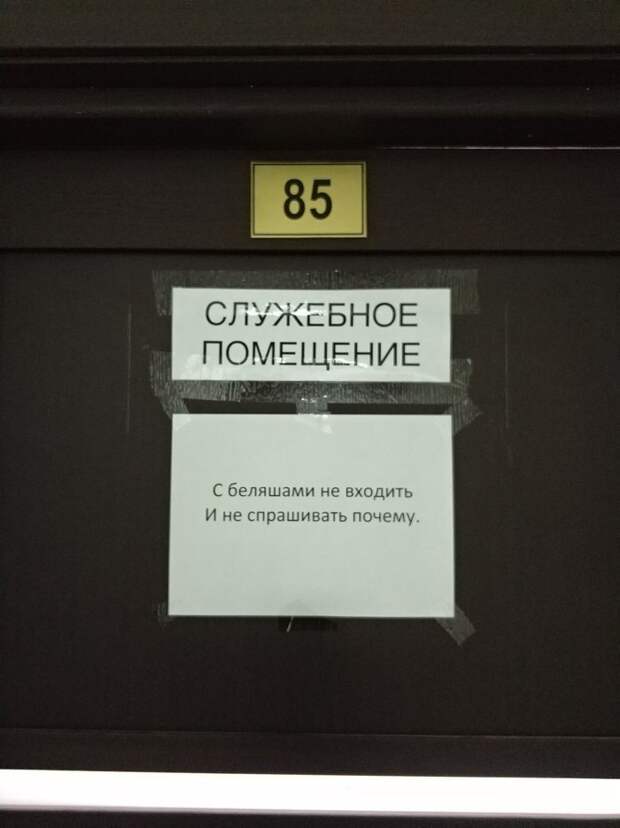 85
СЛУЖЕБНОЕ
ПОМЕЩЕНИЕ
С беляшами не входить
И не спрашивать почему.